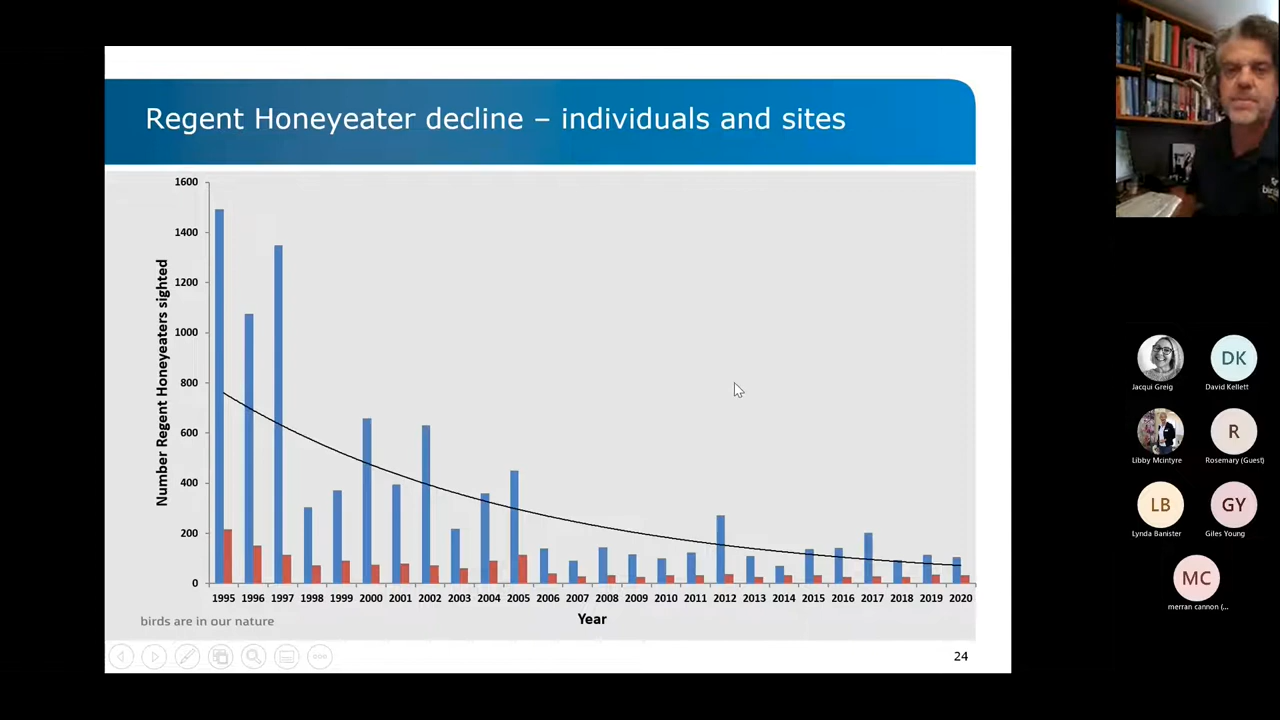 Regent Honeyeater decline – individuals and sites
1600
1400
1200
1000
800
600
400
200
0
Number Regent Honeyeaters sighted
1995 1996 1997 1998 1999 2000 2001 2002 2003 2004 2005 2006 2007 2008 2009 2010 2011 2012 2013 2014 2015 2016 2017 2018 2019 2020
Year
birds are in our nature
24
Jacqui Greig
DK
David Kellett
Libby Mcintyre
R
Rosemary (Guest)
LB
Lynda Banister
GY
Giles Young
MC
merran cannon (...